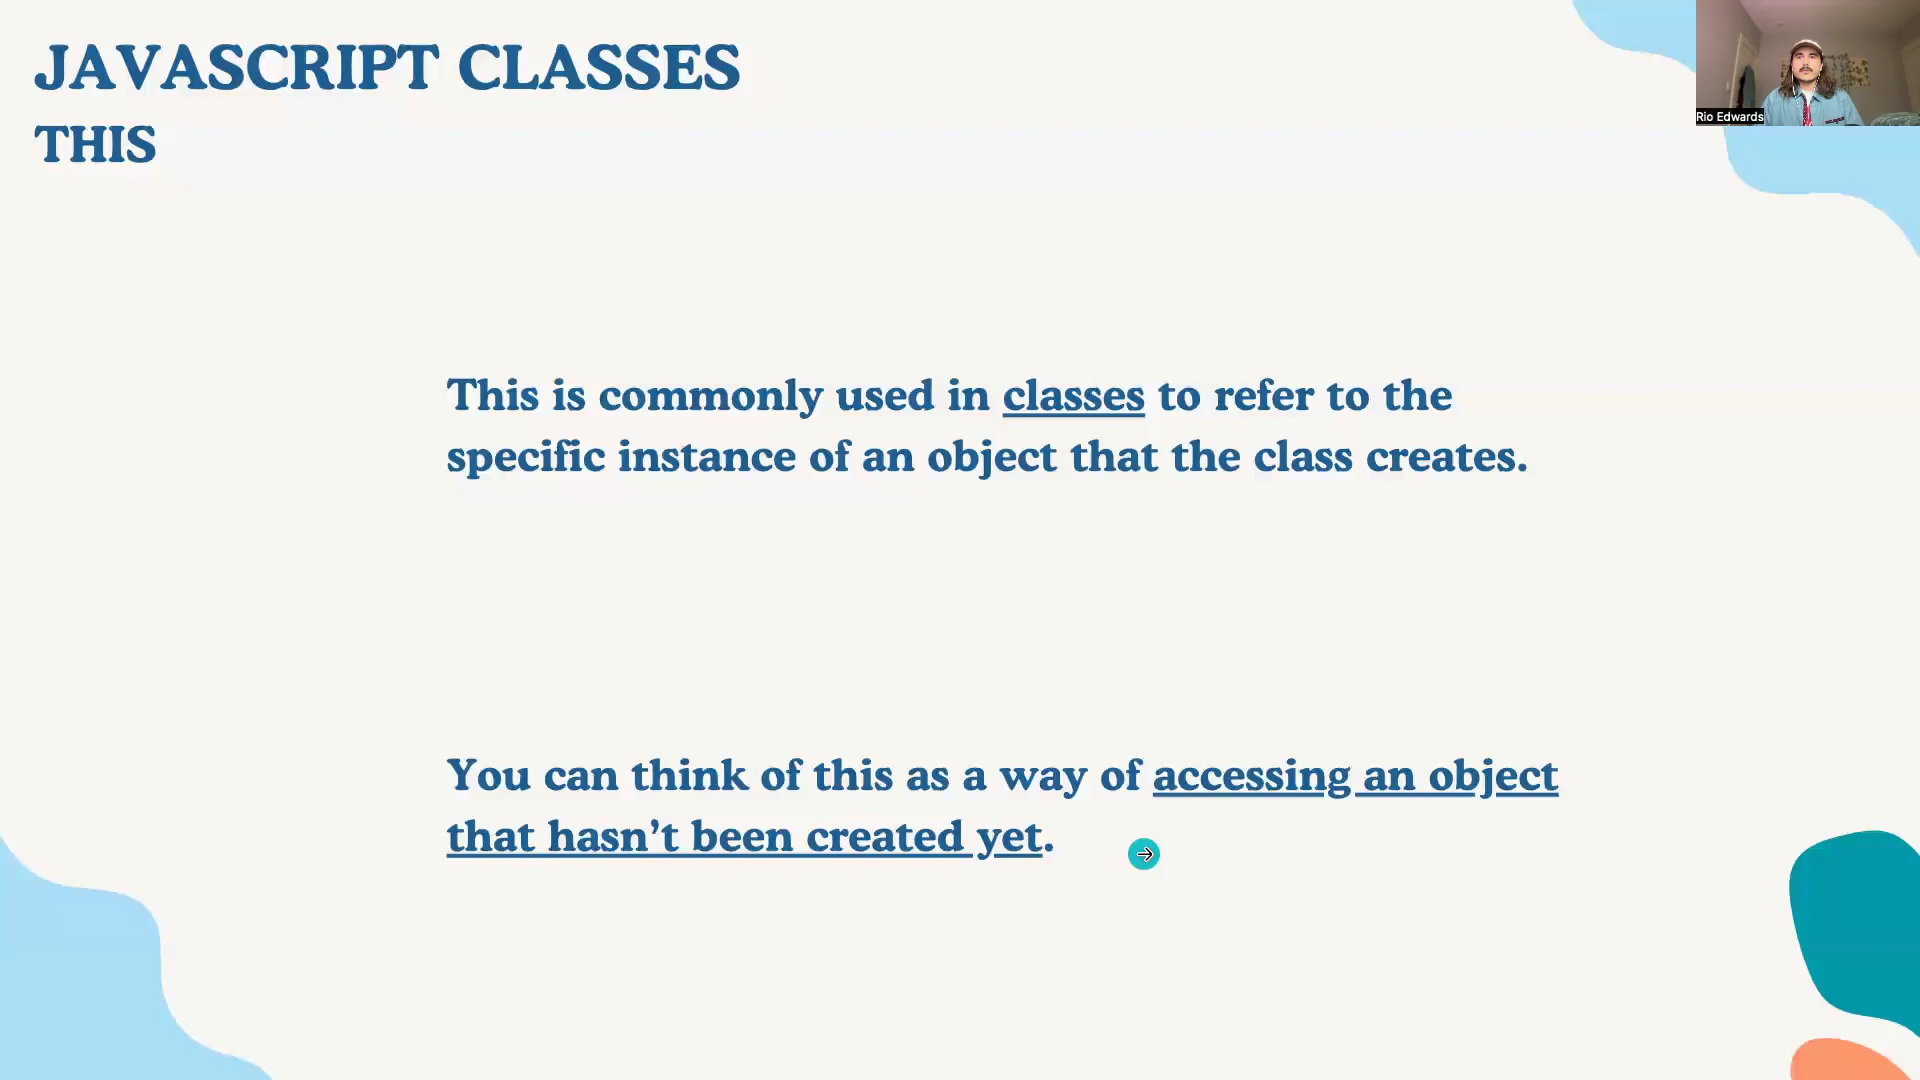 JAVASCRIPT CLASSES
THIS
Rio Edwards
This is commonly used in classes to refer to the
specific instance of an object that the class creates.
You can think of this as a way of accessing an object
that hasn’t been created yet.